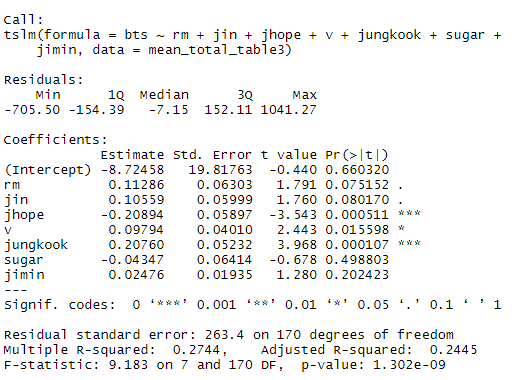 Call:
tslm(formula = bts ~ rm + jin + jhope + v + jungkook + sugar +
    jimin, data = mean_total_table3)
Residuals:
    Min      1Q  Median      3Q     Max
-705.50 -154.39   -7.15  152.11 1041.27
Coefficients:
            Estimate Std. Error t value Pr(>|t|)
(Intercept) -8.72458   19.81763  -0.440 0.660320
rm           0.11286    0.06303   1.791 0.075152 .
jin          0.10559    0.05999   1.760 0.080170 .
jhope       -0.20894    0.05897  -3.543 0.000511 ***
v            0.09794    0.04010   2.443 0.015598 *
jungkook     0.20760    0.05232   3.968 0.000107 ***
sugar       -0.04347    0.06414  -0.678 0.498803
jimin        0.02476    0.01935   1.280 0.202423
---
Signif. codes:  0 ‘***’ 0.001 ‘**’ 0.01 ‘*’ 0.05 ‘.’ 0.1 ‘ ’ 1
Residual standard error: 263.4 on 170 degrees of freedom
Multiple R-squared:  0.2744,    Adjusted R-squared:  0.2445
F-statistic: 9.183 on 7 and 170 DF,  p-value: 1.302e-09